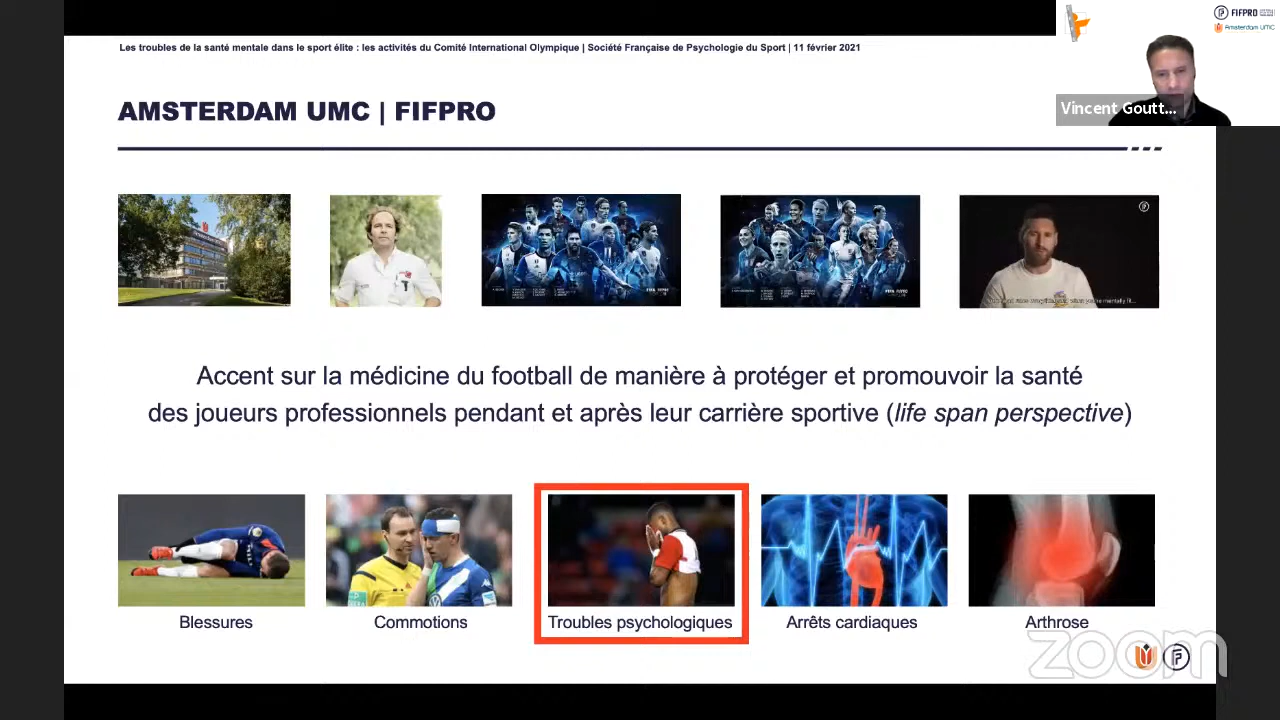 Les troubles de la santé mentale dans le sport élite : les activités du Comité International Olympique | Société Française de Psychologie du Sport | 11 février 2021
FIFPRO
Amsterdam UMC
Vincent Goutt...
AMSTERDAM UMC | FIFPRO
Accent sur la médicine du football de manière à protéger et promouvoir la santé
des joueurs professionnels pendant et après leur carrière sportive (life span perspective)
Blessures
Commotions
Troubles psychologiques
Arrêts cardiaques
Arthrose
zoom